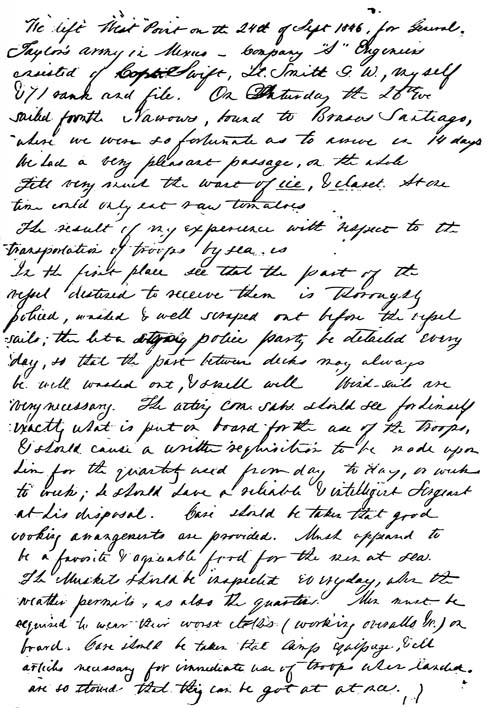 We left West Point on the 24th of Sept 1846, for General
Taylor's army in Mexico - Company "A" Engineers
consisted of Capt Swift, Lt. Smith G. W., myself
& 71 rank and file. On Saturday the 26th we
sailed from the Narrows, bound to Brasos Santiago,
where we were so fortunate as to arrive in 14 days
We had a very pleasant passage, on the whole
Felt very much the want of ice, & claret. At one
time could only eat raw tomatoes
The result of my experience with respect to the
transportation of troops by sea is
In the first place see that the part of the
vessel destined to receive them is thoroughly
policed, washed & well scraped out before the vessel
sails; then let a strong police party be detailed every
day, so that the part between decks may always
be well washed out, & smell well Wind sails are
very necessary. The acting com. subs. should see for himself
exactly what is put on board for the use of the troops,
& should cause a written requisition to be made upon
him for the quantity used from day to day, or week
to week; he should have a reliable & intelligent Sergeant
at his disposal. Care should be taken that good
cooking arrangements are provided. Mush appeared to
be a favorite & agreeable food for the men at sea.
The Muskets should be inspected every day, when the
weather permits, as also the quarters. Men must be
required to wear their worst clothes (working overalls &c.) on
board. Care should be taken that Camp Equipage, & all
articles necessary for immediate use of troops when landed
are so stowed that they can be got at at once.